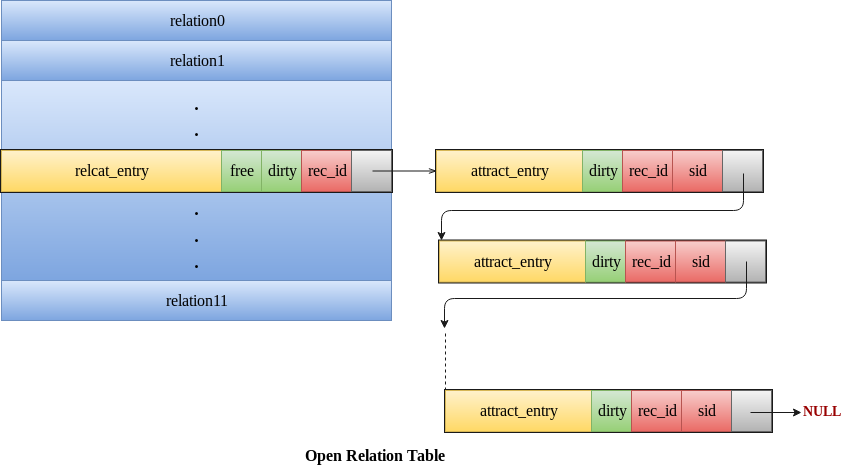 relation0
relation1
.
.
relcat_entry free dirty rec_id
attract_entry dirty rec_id sid
.
.
.
attract_entry dirty rec_id sid
relation11
attract_entry dirty rec_id sid
NULL
Open Relation Table